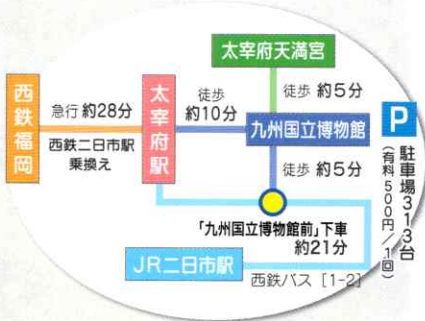 太宰府天満宮
西鉄福岡
急行 約28分
西鉄二日市駅
乗換え
太宰府駅
徒歩
約10分
徒歩 約5分
九州国立博物館
徒歩 約5分
P
駐車場313台
(有料500円/1回)
「九州国立博物館前」下車
約21分
JR二日市駅
西鉄バス [1-2]